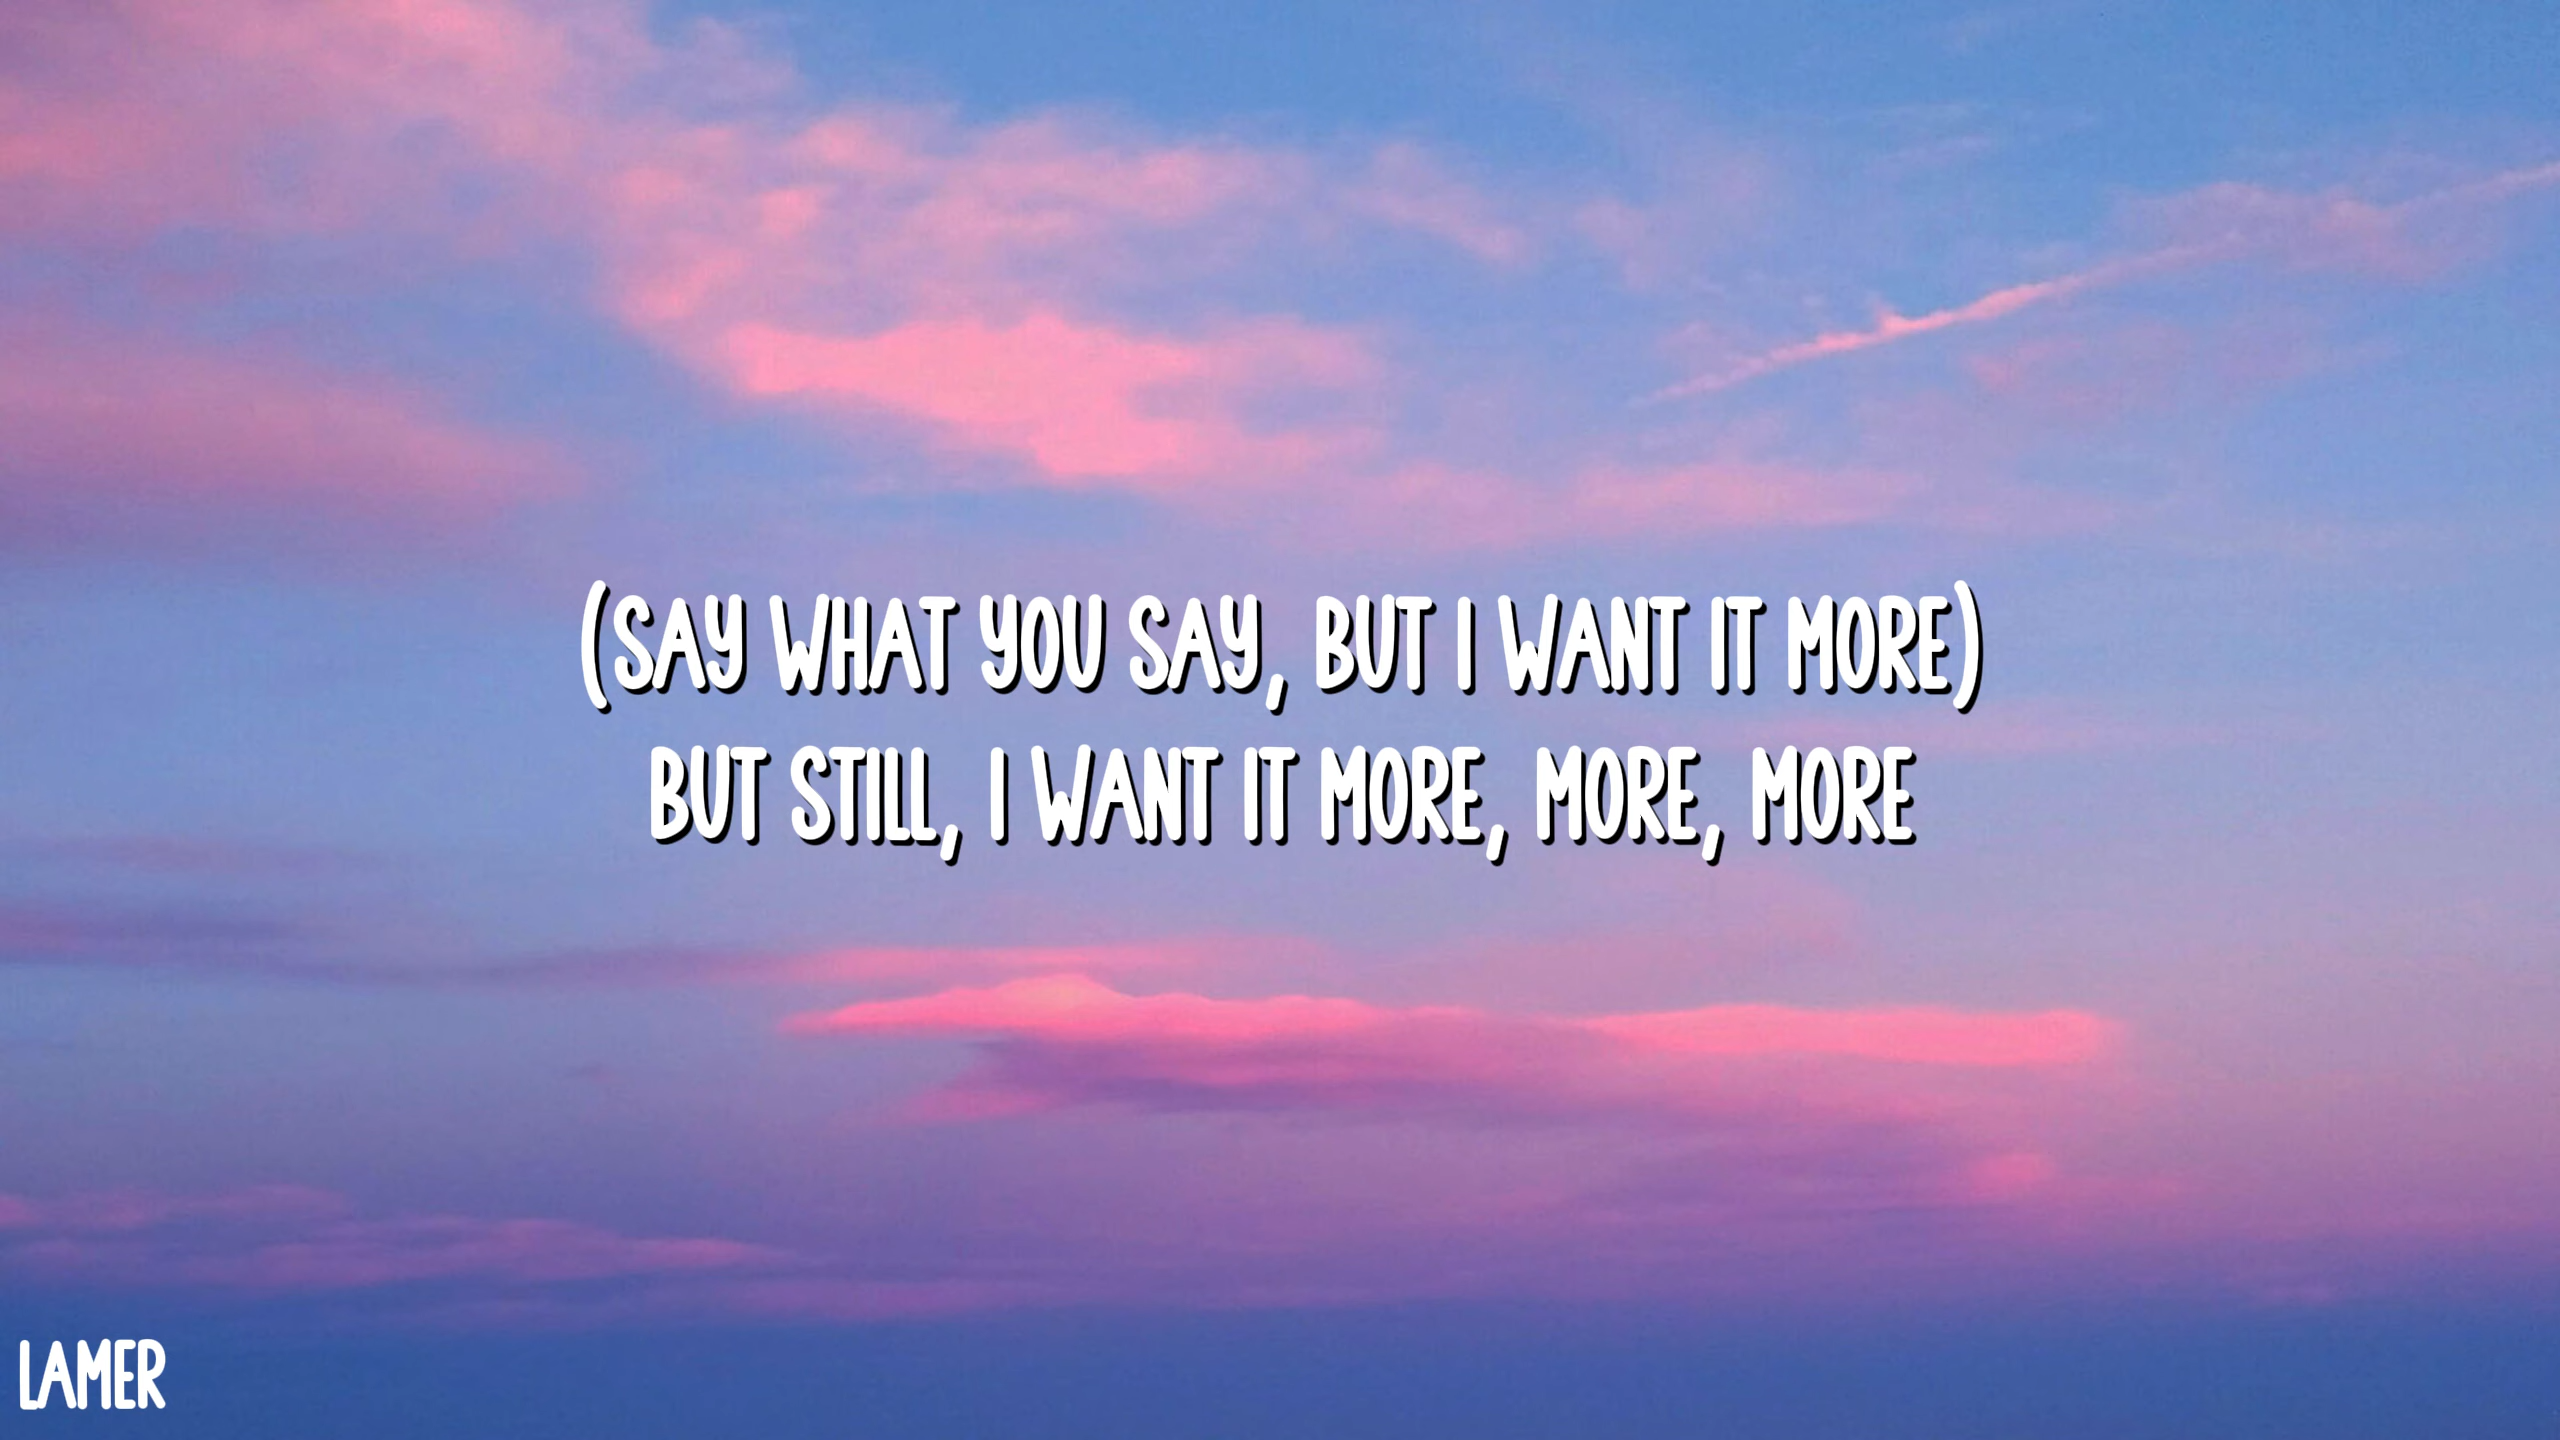 (SAY WHAT YOU SAY, BUT I WANT IT MORE)
BUT STILL, I WANT IT MORE, MORE, MORE
LAMER